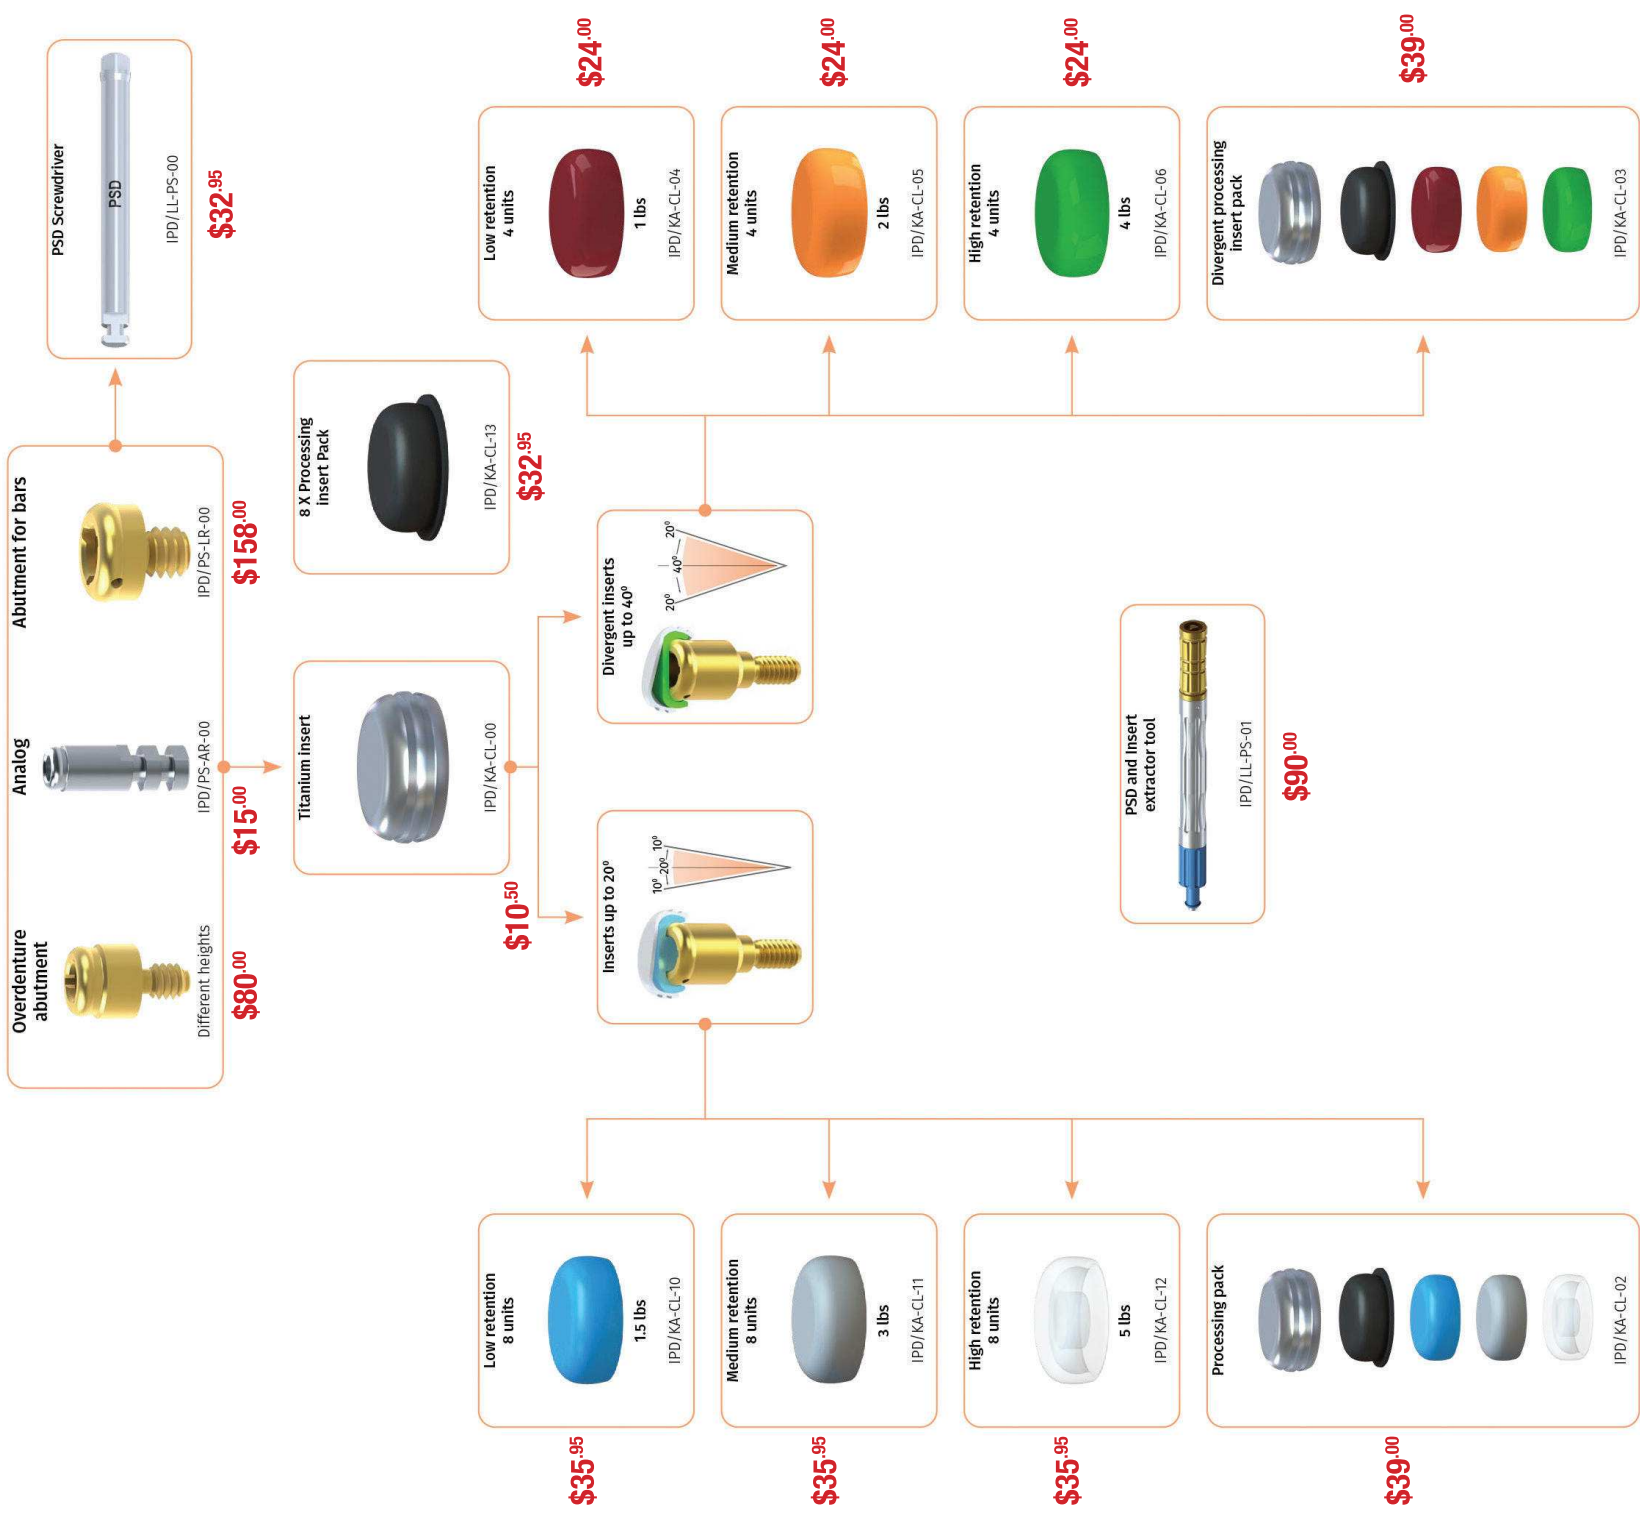 Overdenture
abutment
Different heights
$80.00
Analog
IPD/PS-AR-00
$15.00
Abutment for bars
IPD/PS-LR-00
$158.00
PSD Screwdriver
PSD
IPD/LL-PS-00
$32.95
Titanium insert
IPD/KA-CL-00
$10.50
8 X Processing
insert Pack
IPD/KA-CL-13
$32.95
Inserts up to 20º
10º
20º
10º
Divergent inserts
up to 40º
20º
40º
20º
Low retention
8 units
1.5 lbs
IPD/KA-CL-10
$35.95
Medium retention
8 units
3 lbs
IPD/KA-CL-11
$35.95
High retention
8 units
5 lbs
IPD/KA-CL-12
$35.95
Processing pack
IPD/KA-CL-02
$39.00
PSD and Insert
extractor tool
IPD/LL-PS-01
$90.00
Low retention
4 units
1 lbs
IPD/KA-CL-04
$24.00
Medium retention
4 units
2 lbs
IPD/KA-CL-05
$24.00
High retention
4 units
4 lbs
IPD/KA-CL-06
$24.00
Divergent processing
insert pack
IPD/KA-CL-03
$39.00